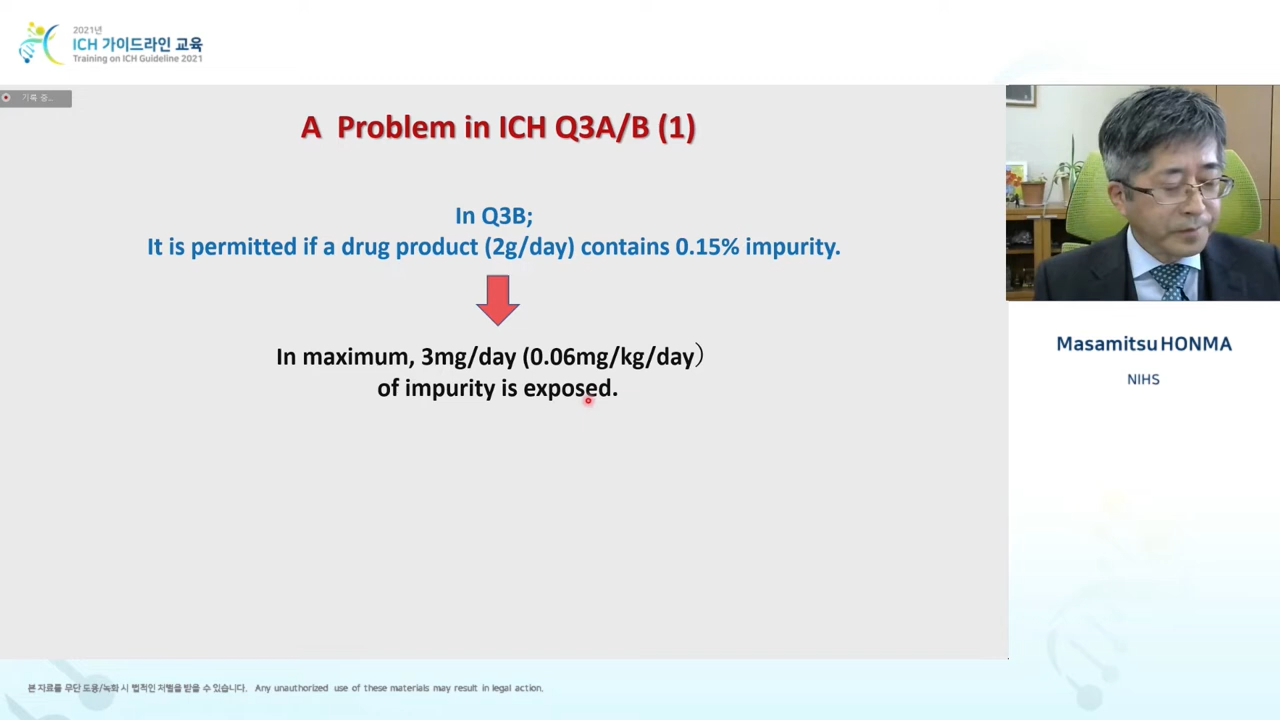 2021년
ICH 가이드라인 교육
Training on ICH Guideline 2021
기록 중...
A Problem in ICH Q3A/B (1)
In Q3B;
It is permitted if a drug product (2g/day) contains 0.15% impurity.
In maximum, 3mg/day (0.06mg/kg/day）
of impurity is exposed.
Masamitsu HONMA
NIHS
본 자료를 무단 도용/녹화 시 법적인 저벌을 받을 수 있습니다. Any unauthorized use of these materials may result in legal action.